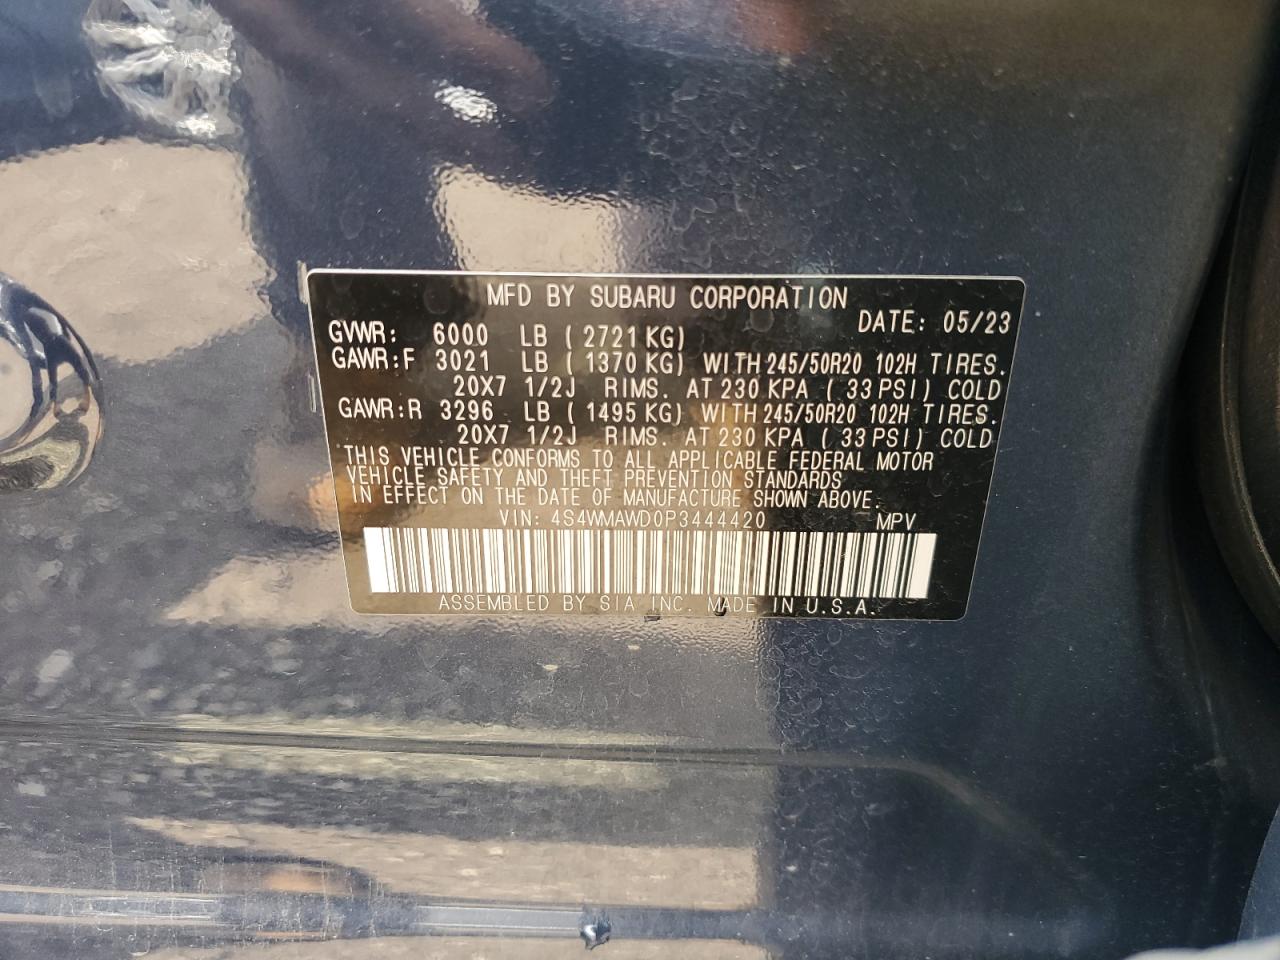 MFD BY SUBARU CORPORATION
GVWR: 6000 LB ( 2721 KG) DATE: 05/23
GAWR:F 3021 LB ( 1370 KG) WITH 245/50R20 102H TIRES.
20X7 1/2J RIMS. AT 230 KPA ( 33 PSI) COLD
GAWR:R 3296 LB ( 1495 KG) WITH 245/50R20 102H TIRES.
20X7 1/2J RIMS. AT 230 KPA ( 33 PSI) COLD
THIS VEHICLE CONFORMS TO ALL APPLICABLE FEDERAL MOTOR
VEHICLE SAFETY AND THEFT PREVENTION STANDARDS
IN EFFECT ON THE DATE OF MANUFACTURE SHOWN ABOVE.
VIN: 4S4WMAWD0P3444420 MPV
ASSEMBLED BY SIA INC. MADE IN U.S.A.